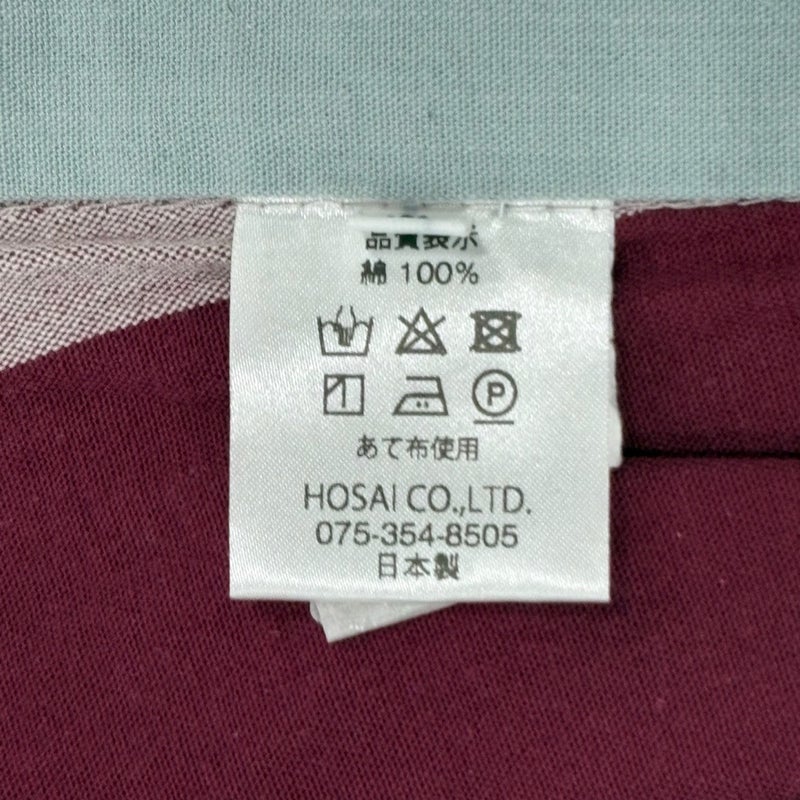 品質表示
綿 100%
P
あて布使用
HOSAI CO.,LTD.
075-354-8505
日本製